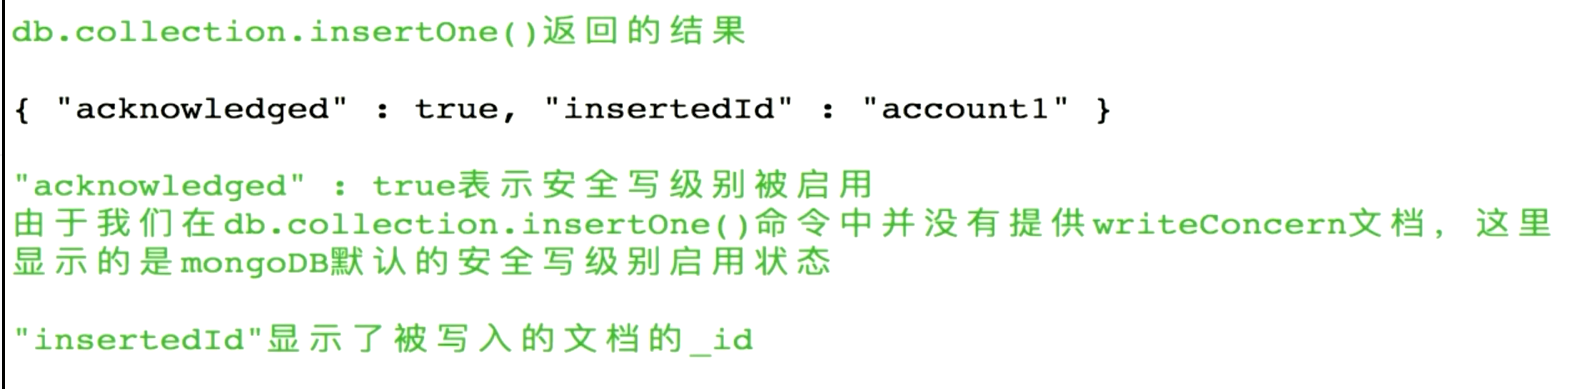 db.collection.insertOne()返回的结果
{ "acknowledged" : true, "insertedId" : "account1" }
"acknowledged" : true表示安全写级别被启用
由于我们在db.collection.insertOne()命令中并没有提供writeConcern文档，这里
显示的是mongoDB默认的安全写级别启用状态
"insertedId"显示了被写入的文档的_id